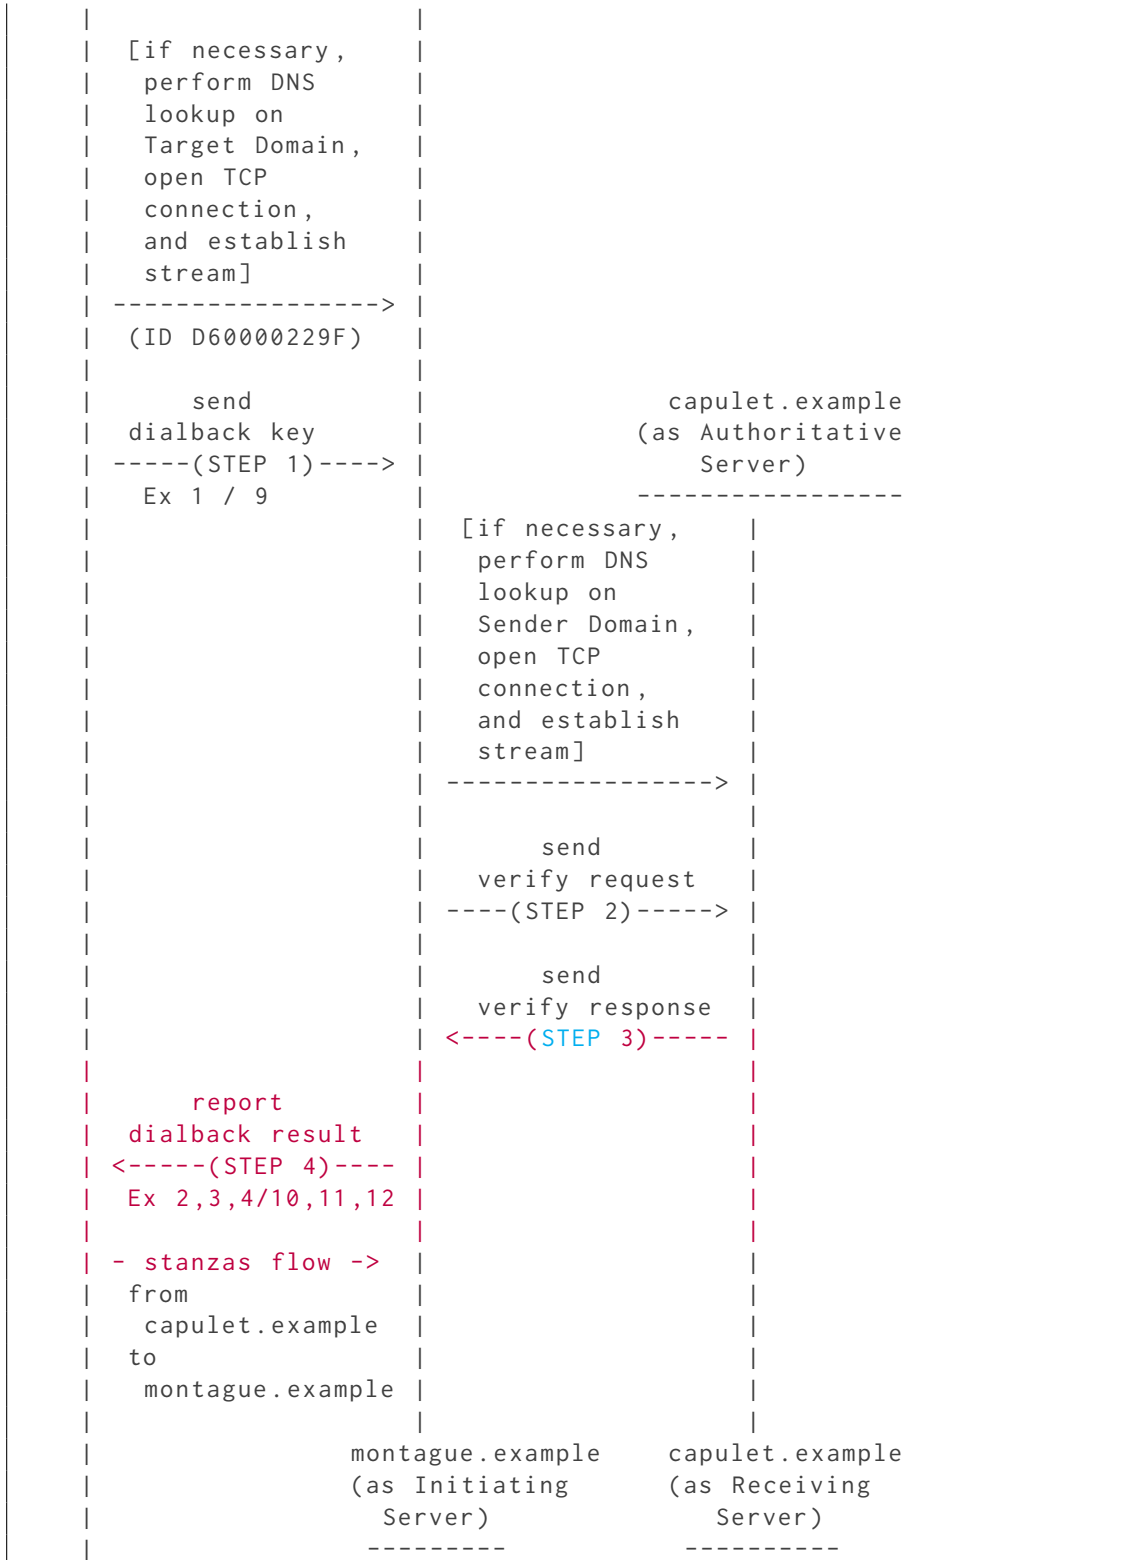 |                    |
|  [if necessary,    |
|   perform DNS      |
|   lookup on        |
|   Target Domain,   |
|   open TCP         |
|   connection,      |
|   and establish    |
|   stream]          |
| -----------------> |
|  (ID D60000229F)   |
|                    |
|      send          |               capulet.example
|  dialback key      |             (as Authoritative
| -----(STEP 1)----> |                 Server)
|   Ex 1 / 9         |             -----------------
|                    |  [if necessary,    |
|                    |   perform DNS      |
|                    |   lookup on        |
|                    |   Sender Domain,   |
|                    |   open TCP         |
|                    |   connection,      |
|                    |   and establish    |
|                    |   stream]          |
|                    | -----------------> |
|                    |                    |
|                    |       send         |
|                    |   verify request   |
|                    | ----(STEP 2)-----> |
|                    |                    |
|                    |       send         |
|                    |   verify response  |
|                    | <----(STEP 3)----- |
|                    |                    |
|      report        |                    |
|  dialback result   |                    |
| <-----(STEP 4)---- |                    |
|  Ex 2,3,4/10,11,12 |                    |
|                    |                    |
| - stanzas flow ->  |                    |
|  from              |                    |
|   capulet.example  |                    |
|  to                |                    |
|   montague.example |                    |
|                    |                    |
|                montague.example    capulet.example
|                (as Initiating      (as Receiving
|                  Server)              Server)
|                 ---------           ----------